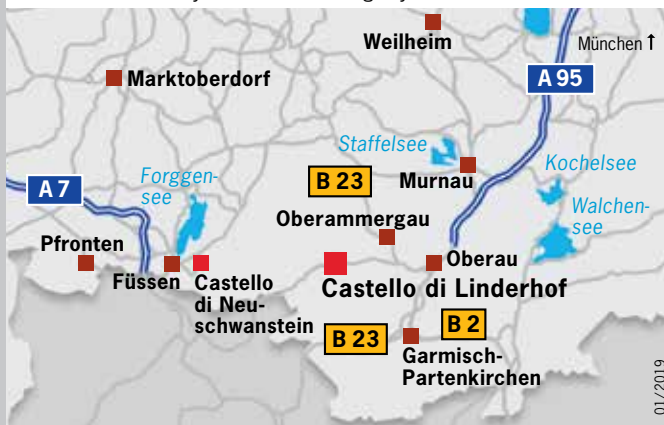 Weilheim
München ↑
Marktoberdorf
A 95
Staffelsee
Forggen-
see
B 23
Murnau
Kochelsee
A 7
Walchen-
see
Oberammergau
Pfronten
Füssen
Castello
di Neu-
schwanstein
Oberau
Castello di Linderhof
B 23
B 2
Garmisch-
Partenkirchen
01/2019